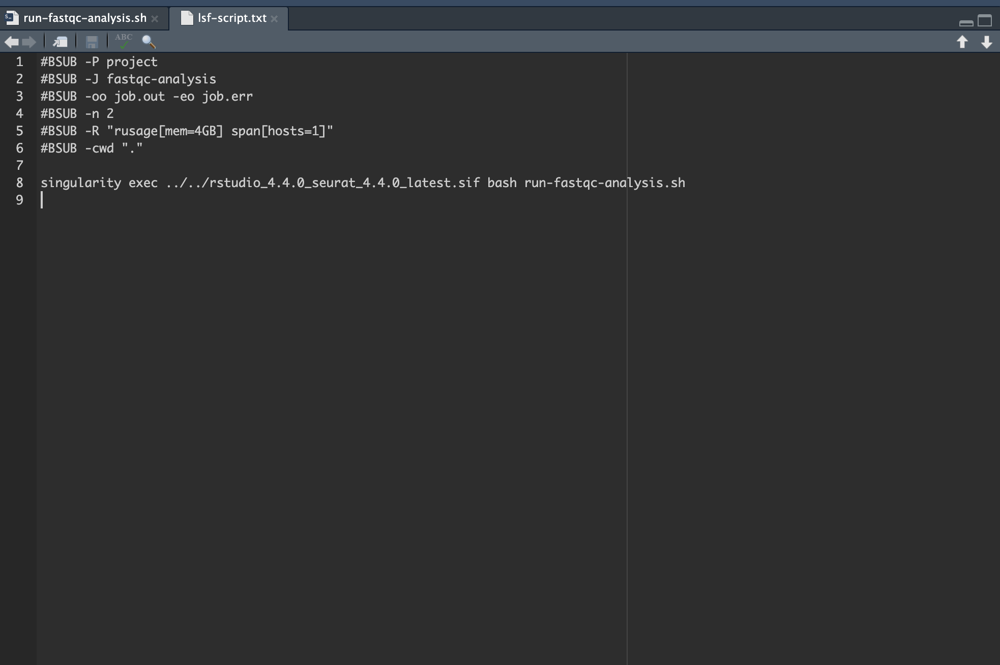 run-fastqc-analysis.sh
lsf-script.txt
ABC
1 #BSUB -P project
2 #BSUB -J fastqc-analysis
3 #BSUB -oo job.out -eo job.err
4 #BSUB -n 2
5 #BSUB -R "rusage[mem=4GB] span[hosts=1]"
6 #BSUB -cwd "."
7
8 singularity exec ../../rstudio_4.4.0_seurat_4.4.0_latest.sif bash run-fastqc-analysis.sh
9